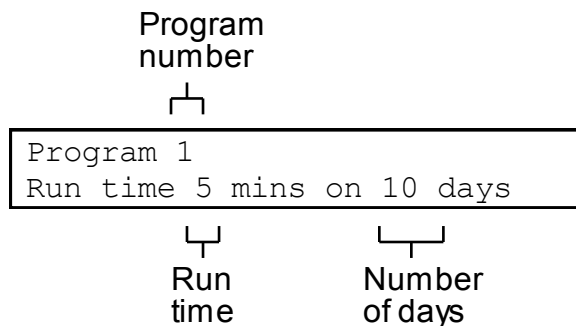 Program
number
Program 1
Run time 5 mins on 10 days
Run
time
Number
of days